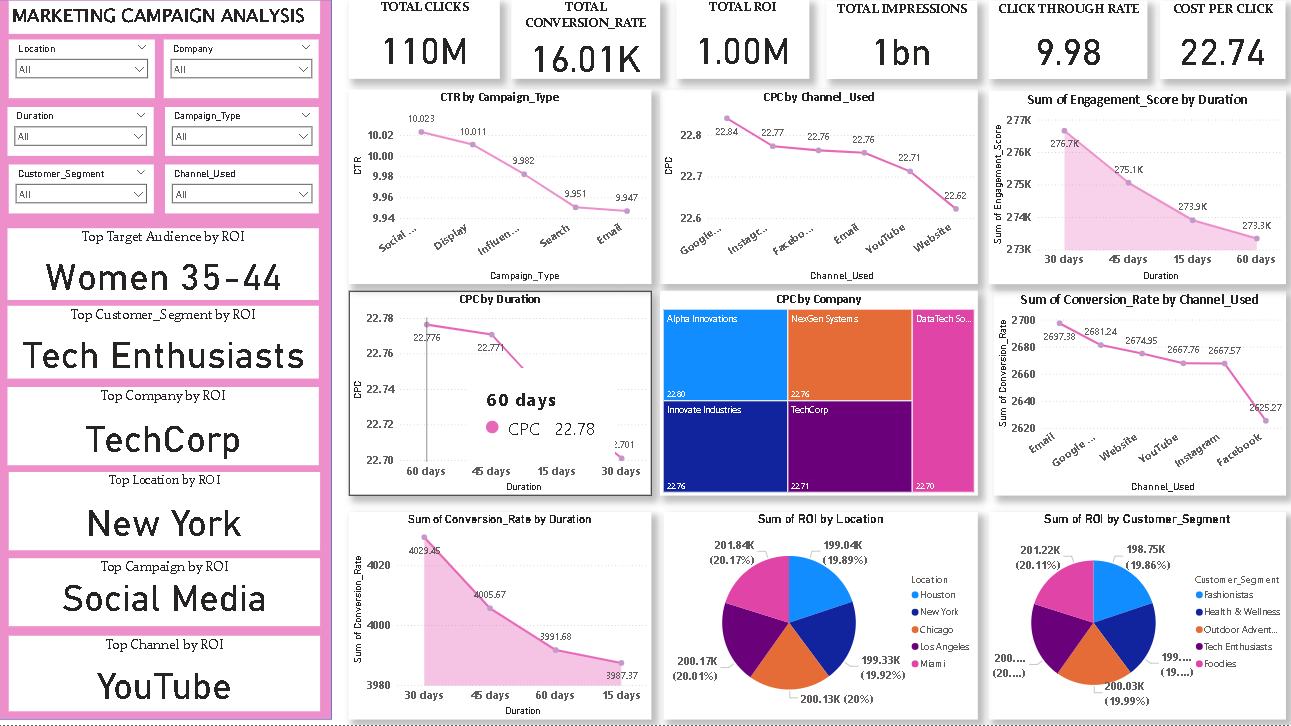 MARKETING CAMPAIGN ANALYSIS
Location
All
Company
All
Duration
All
Campaign_Type
All
Customer_Segment
All
Channel_Used
All
Top Target Audience by ROI
Women 35-44
Top Customer_Segment by ROI
Tech Enthusiasts
Top Company by ROI
TechCorp
Top Location by ROI
New York
Top Campaign by ROI
Social Media
Top Channel by ROI
YouTube
TOTAL CLICKS
110M
TOTAL
CONVERSION_RATE
16.01K
TOTAL ROI
1.00M
TOTAL IMPRESSIONS
1bn
CLICK THROUGH RATE
9.98
COST PER CLICK
22.74
CTR by Campaign_Type
CTR
10.02
10.00
9.98
9.96
9.94
10.023
10.011
9.982
9.951
9.947
Social ...
Display
Influen...
Search
Email
Campaign_Type
CPC by Channel_Used
CPC
22.8
22.7
22.6
22.84
22.77
22.76
22.76
22.71
22.62
Google...
Instagr...
Facebo...
Email
YouTube
Website
Channel_Used
Sum of Engagement_Score by Duration
Sum of Engagement_Score
277K
276K
275K
274K
273K
276.7K
275.1K
273.9K
273.3K
30 days
45 days
15 days
60 days
Duration
CPC by Duration
CPC
22.78
22.76
22.74
22.72
22.70
22.776
22.771
60 days
CPC 22.78
2.701
60 days
45 days
15 days
30 days
Duration
CPC by Company
Alpha Innovations
22.80
NexGen Systems
22.76
DataTech So...
22.70
Innovate Industries
22.76
TechCorp
22.71
Sum of Conversion_Rate by Channel_Used
Sum of Conversion_Rate
2700
2680
2660
2640
2620
2697.38
2681.24
2674.95
2667.76
2667.57
2625.27
Email
Google ...
Website
YouTube
Instagram
Facebook
Channel_Used
Sum of Conversion_Rate by Duration
Sum of Conversion_Rate
4020
4000
3980
4029.45
4005.67
3991.68
3987.37
30 days
45 days
60 days
15 days
Duration
Sum of ROI by Location
201.84K
(20.17%)
199.04K
(19.89%)
200.17K
(20.01%)
199.33K
(19.92%)
200.13K (20%)
Location
Houston
New York
Chicago
Los Angeles
Miami
Sum of ROI by Customer_Segment
201.22K
(20.11%)
198.75K
(19.86%)
200....
(20....)
199....
(19....)
200.03K
(19.99%)
Customer_Segment
Fashionistas
Health & Wellness
Outdoor Advent...
Tech Enthusiasts
Foodies